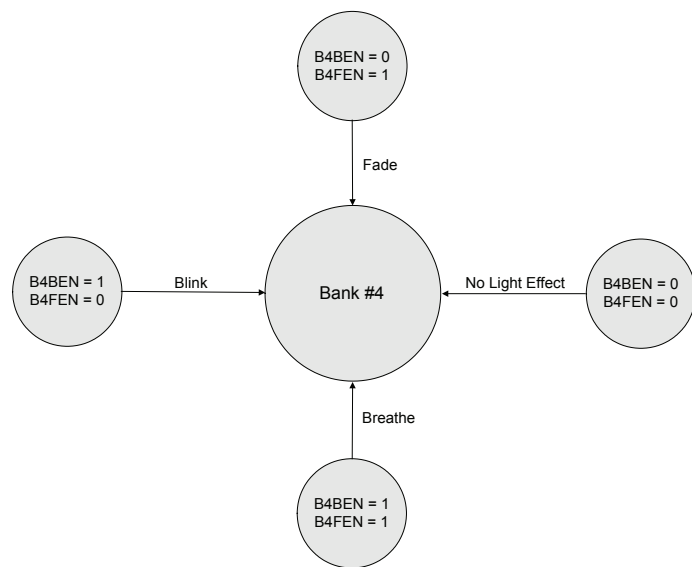 B4BEN = 0
B4FEN = 1
Fade
B4BEN = 1
B4FEN = 0
Blink
Bank #4
No Light Effect
B4BEN = 0
B4FEN = 0
Breathe
B4BEN = 1
B4FEN = 1